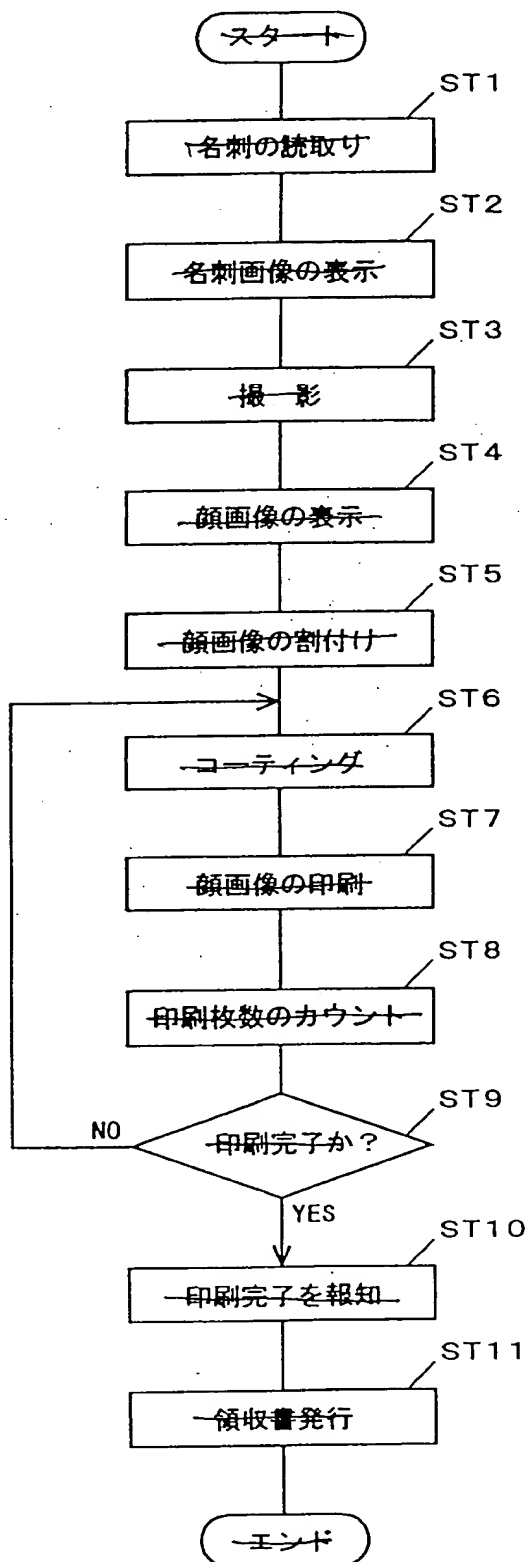 スタート
ST1
名刺の読取り
ST2
名刺画像の表示
ST3
撮 影
ST4
顔画像の表示
ST5
顔画像の割付け
ST6
コーティング
ST7
顔画像の印刷
ST8
印刷枚数のカウント
ST9
印刷完了か?
NO
YES
ST10
印刷完了を報知
ST11
領収書発行
エンド